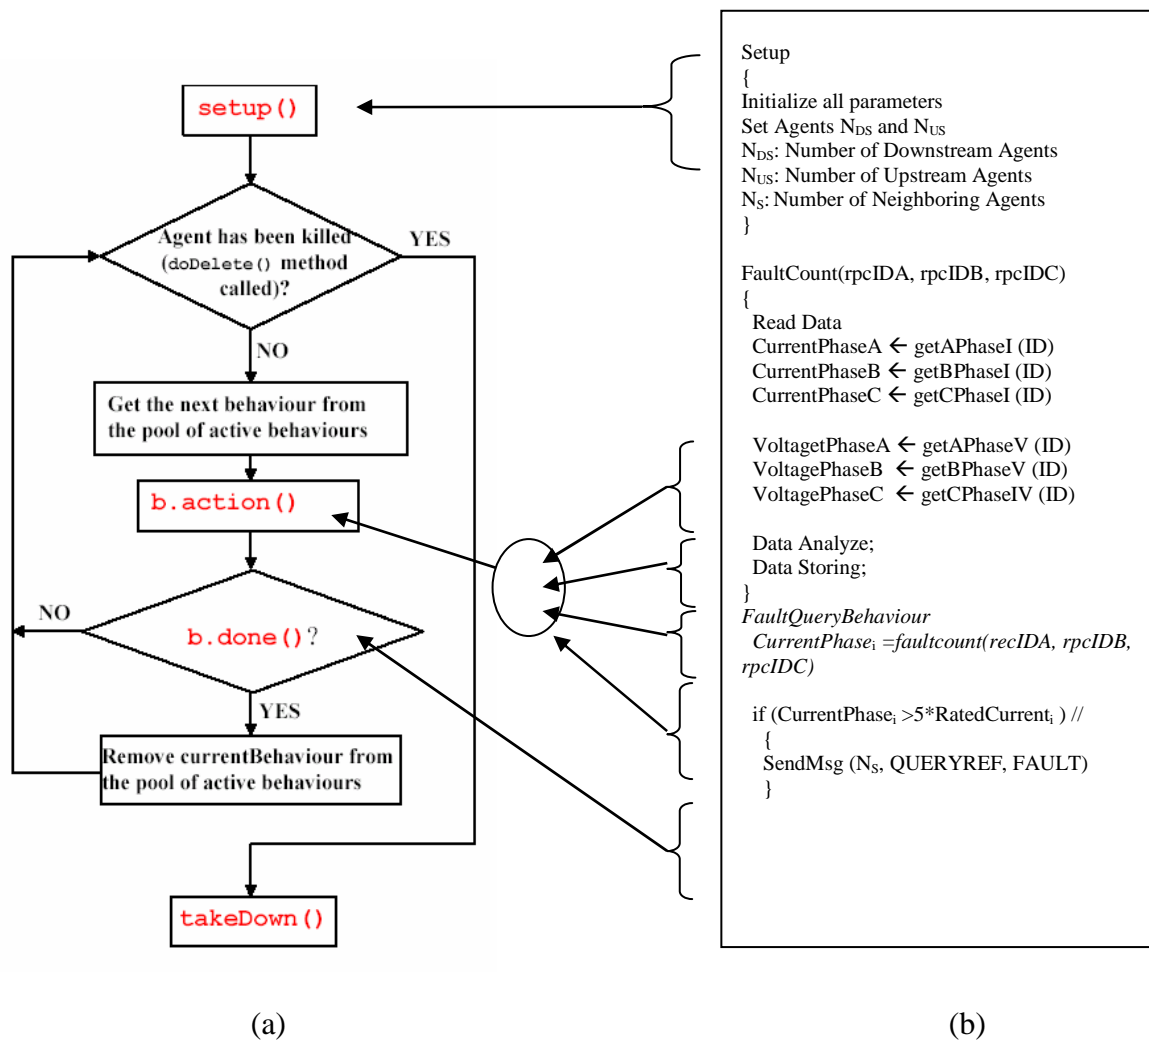 setup()
Agent has been killed
(doDelete() method
called)?
YES
NO
Get the next behaviour from
the pool of active behaviours
b.action()
NO
b.done()?
YES
Remove currentBehaviour from
the pool of active behaviours
takeDown()
(a)
Setup
{
Initialize all parameters
Set Agents N_DS and N_US
N_DS: Number of Downstream Agents
N_US: Number of Upstream Agents
N_S: Number of Neighboring Agents
}
FaultCount(rpcIDA, rpcIDB, rpcIDC)
{
Read Data
CurrentPhaseA ← getAPhaseI (ID)
CurrentPhaseB ← getBPhaseI (ID)
CurrentPhaseC ← getCPhaseI (ID)
VoltagetPhaseA ← getAPhaseV (ID)
VoltagePhaseB ← getBPhaseV (ID)
VoltagePhaseC ← getCPhaseIV (ID)
Data Analyze;
Data Storing;
}
FaultQueryBehaviour
CurrentPhase_i =faultcount(recIDA, rpcIDB,
rpcIDC)
if (CurrentPhase_i >5*RatedCurrent_i ) //
{
SendMsg (N_S, QUERYREF, FAULT)
}
(b)